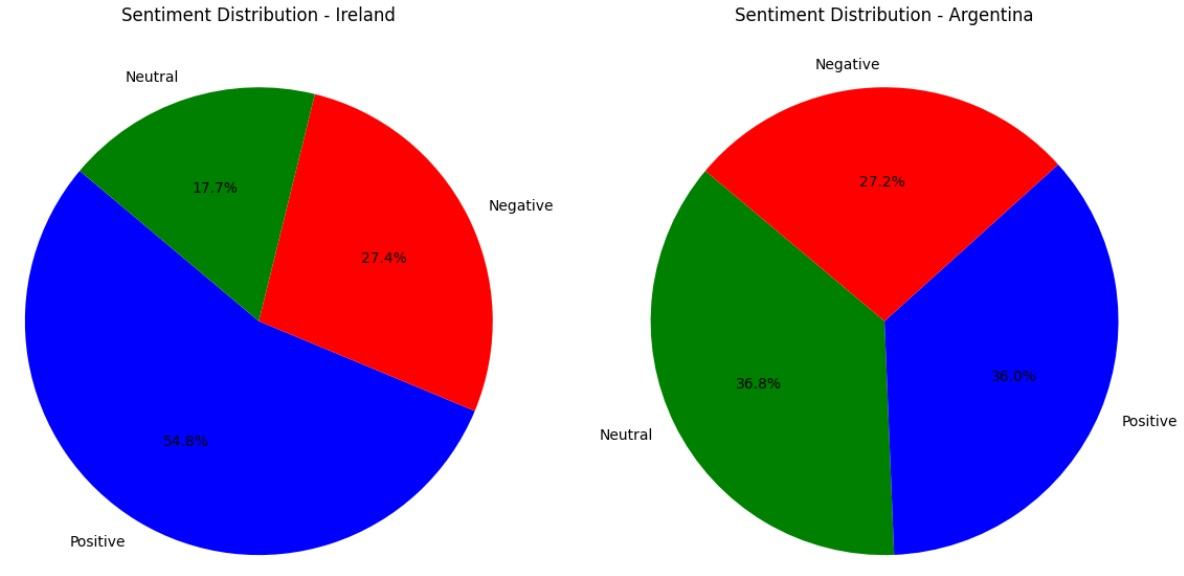 Sentiment Distribution - Ireland
Neutral
17.7%
Negative
27.4%
54.8%
Positive
Sentiment Distribution - Argentina
Negative
27.2%
36.0%
36.8%
Positive
Neutral